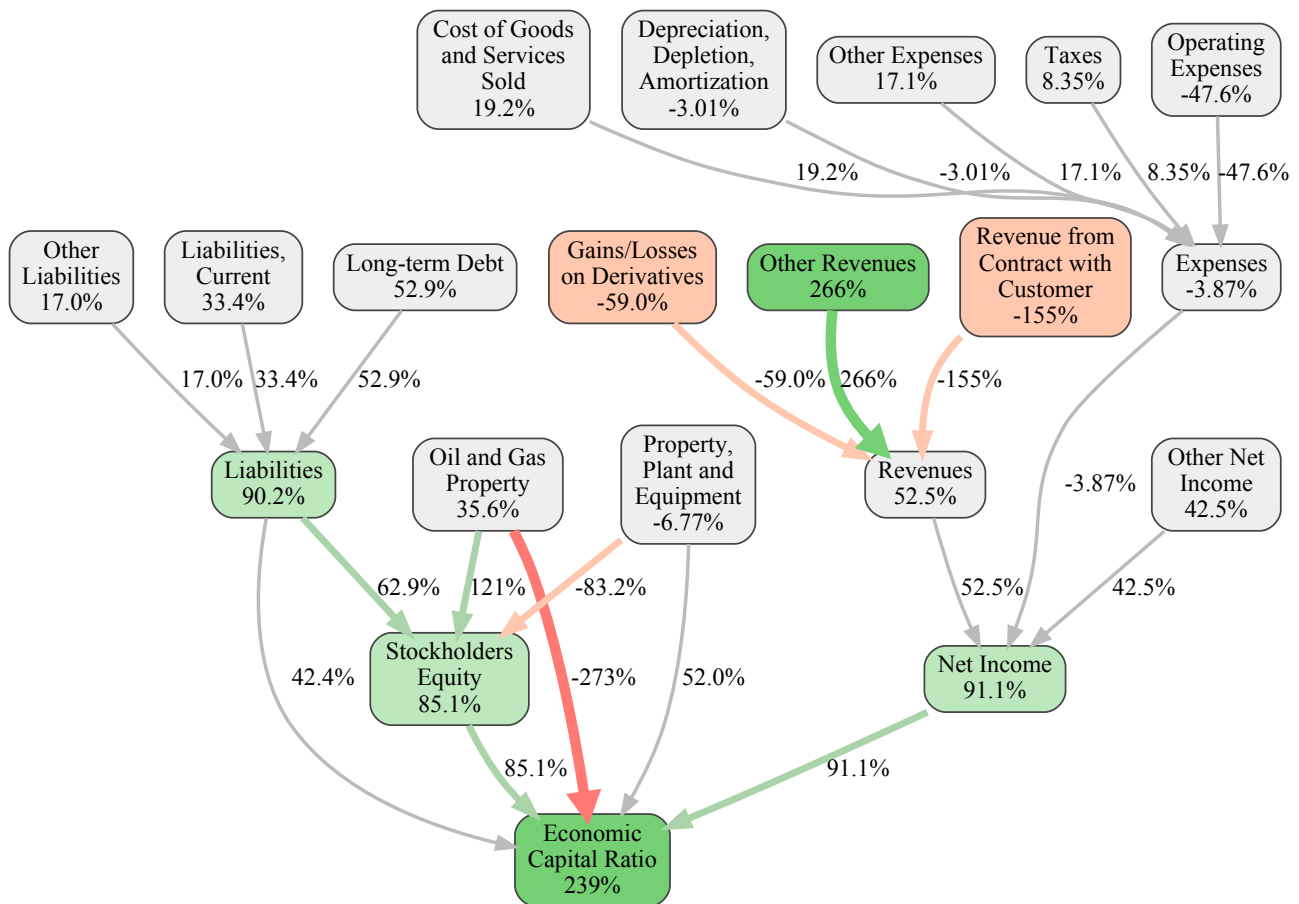 Cost of Goods
and Services
Sold
19.2%
Depreciation,
Depletion,
Amortization
-3.01%
Other Expenses
17.1%
Taxes
8.35%
Operating
Expenses
-47.6%
19.2%
-3.01%
17.1%
8.35%
-47.6%
Other
Liabilities
17.0%
Liabilities,
Current
33.4%
Long-term Debt
52.9%
Gains/Losses
on Derivatives
-59.0%
Other Revenues
266%
Revenue from
Contract with
Customer
-155%
Expenses
-3.87%
17.0%
33.4%
52.9%
-59.0%
266%
-155%
Liabilities
90.2%
Oil and Gas
Property
35.6%
Property,
Plant and
Equipment
-6.77%
Revenues
52.5%
-3.87%
Other Net
Income
42.5%
62.9%
121%
-83.2%
52.5%
42.5%
42.4%
Stockholders
Equity
85.1%
-273%
52.0%
Net Income
91.1%
85.1%
91.1%
Economic
Capital Ratio
239%